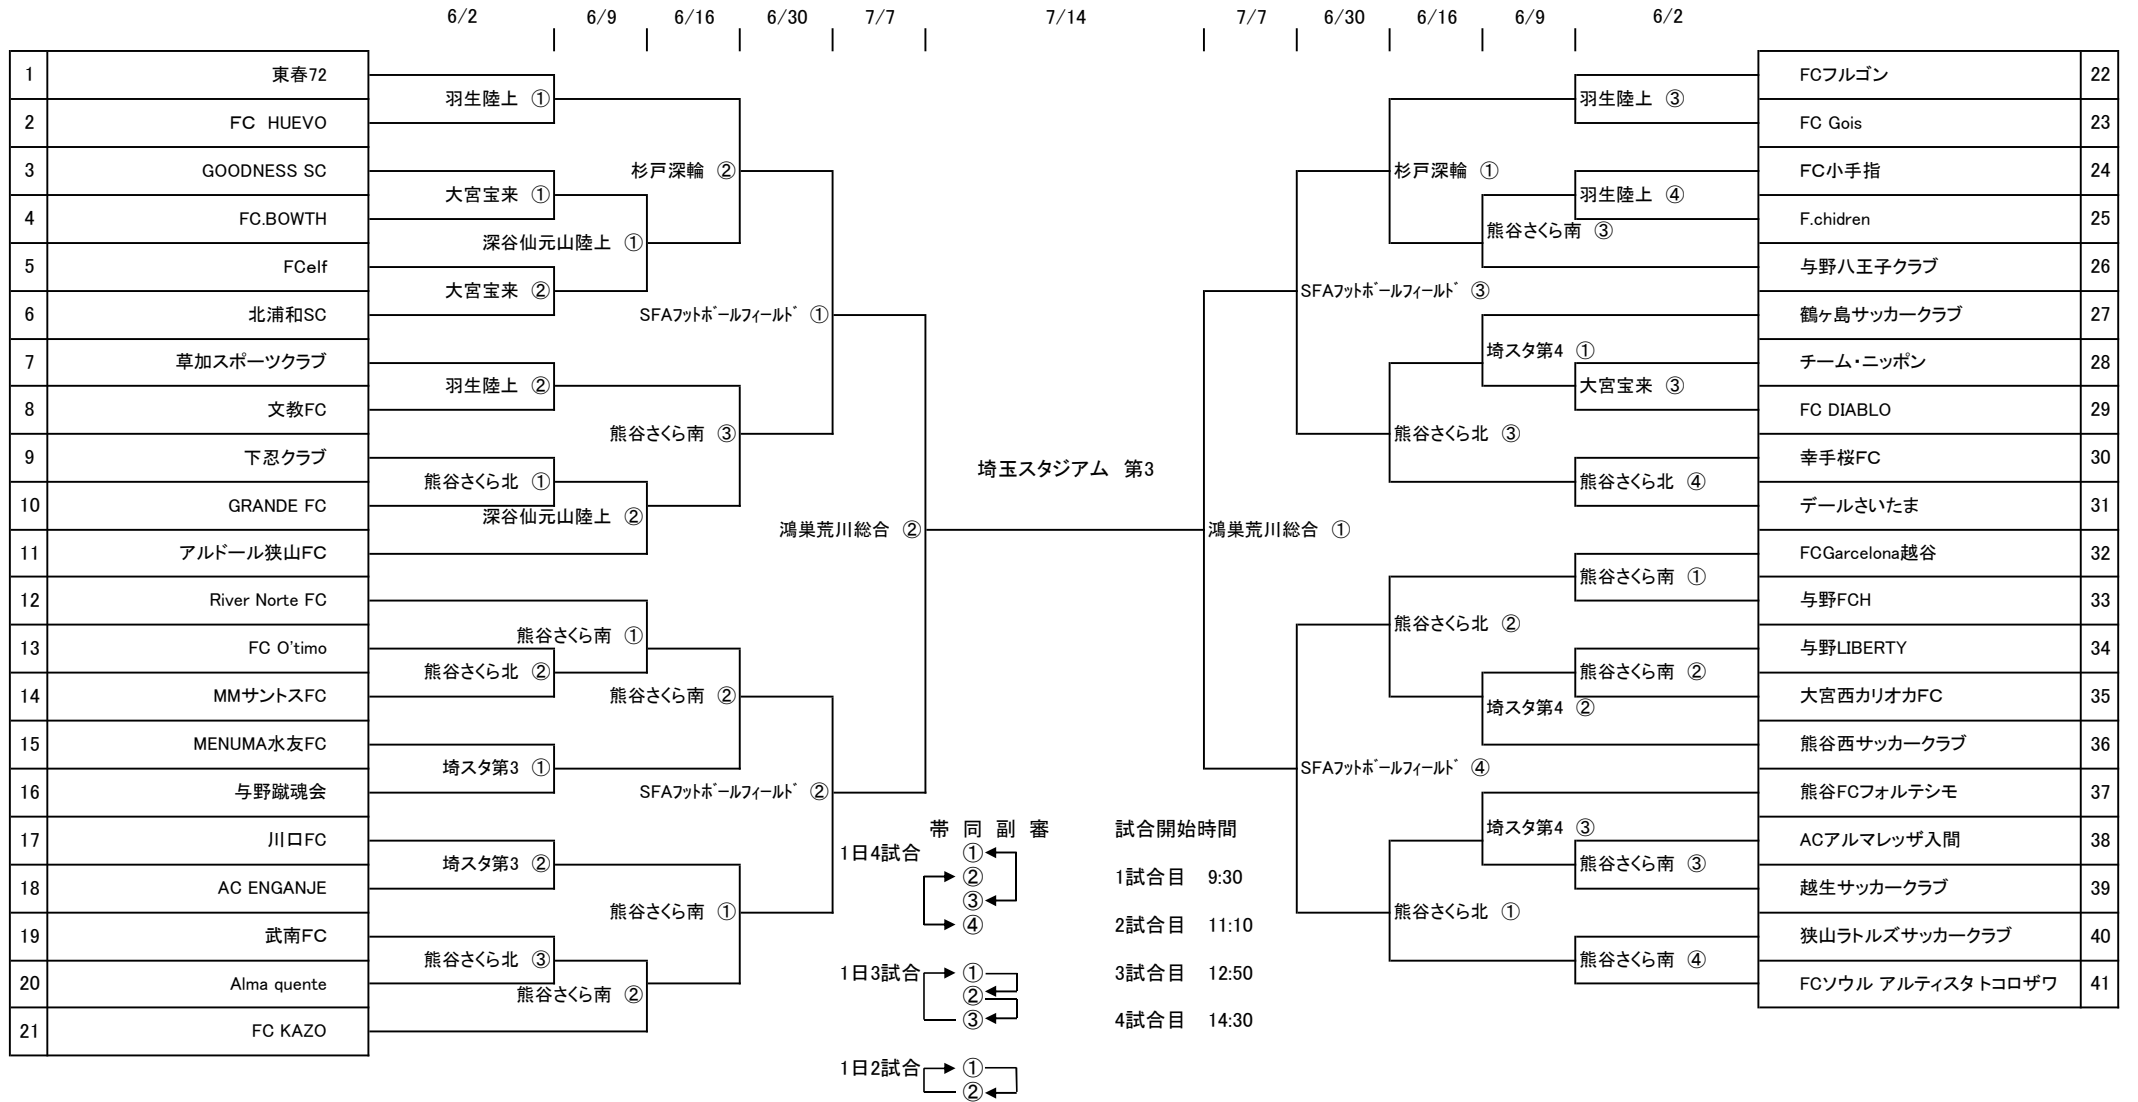 6/2 6/9 6/16 6/30 7/7 7/14 7/7 6/30 6/16 6/9 6/2
1 東春72
羽生陸上 ①
2 FC HUEVO
3 GOODNESS SC
杉戸深輪 ②
大宮宝来 ①
4 FC.BOWTH
深谷仙元山陸上 ①
5 FCelf
大宮宝来 ②
6 北浦和SC
SFAフットボールフィールド ①
7 草加スポーツクラブ
羽生陸上 ②
8 文教FC
熊谷さくら南 ③
9 下忍クラブ
熊谷さくら北 ①
10 GRANDE FC
深谷仙元山陸上 ②
鴻巣荒川総合 ②
11 アルドール狭山FC
12 River Norte FC
熊谷さくら南 ①
13 FC O'timo
熊谷さくら北 ②
14 MMサントスFC
熊谷さくら南 ②
15 MENUMA水友FC
埼スタ第3 ①
16 与野蹴魂会
SFAフットボールフィールド ②
17 川口FC
埼スタ第3 ②
18 AC ENGANJE
熊谷さくら南 ①
19 武南FC
熊谷さくら北 ③
20 Alma quente
熊谷さくら南 ②
21 FC KAZO
埼玉スタジアム 第3
帯 同 副 審
1日4試合 ①
②
③
④
1日3試合 ①
②
③
1日2試合 ①
②
試合開始時間
1試合目 9:30
2試合目 11:10
3試合目 12:50
4試合目 14:30
FCフルゴン 22
羽生陸上 ③
FC Gois 23
杉戸深輪 ①
FC小手指 24
羽生陸上 ④
F.chidren 25
熊谷さくら南 ③
与野八王子クラブ 26
SFAフットボールフィールド ③
鶴ヶ島サッカークラブ 27
埼スタ第4 ①
チーム・ニッポン 28
大宮宝来 ③
FC DIABLO 29
熊谷さくら北 ③
幸手桜FC 30
熊谷さくら北 ④
デールさいたま 31
鴻巣荒川総合 ①
FCGarcelona越谷 32
熊谷さくら南 ①
与野FCH 33
熊谷さくら北 ②
与野LIBERTY 34
熊谷さくら南 ②
大宮西カリオカFC 35
埼スタ第4 ②
熊谷西サッカークラブ 36
SFAフットボールフィールド ④
熊谷FCフォルテシモ 37
埼スタ第4 ③
ACアルマレッザ入間 38
熊谷さくら南 ③
越生サッカークラブ 39
熊谷さくら北 ①
狭山ラトルズサッカークラブ 40
熊谷さくら南 ④
FCソウル アルティスタトコロザワ 41